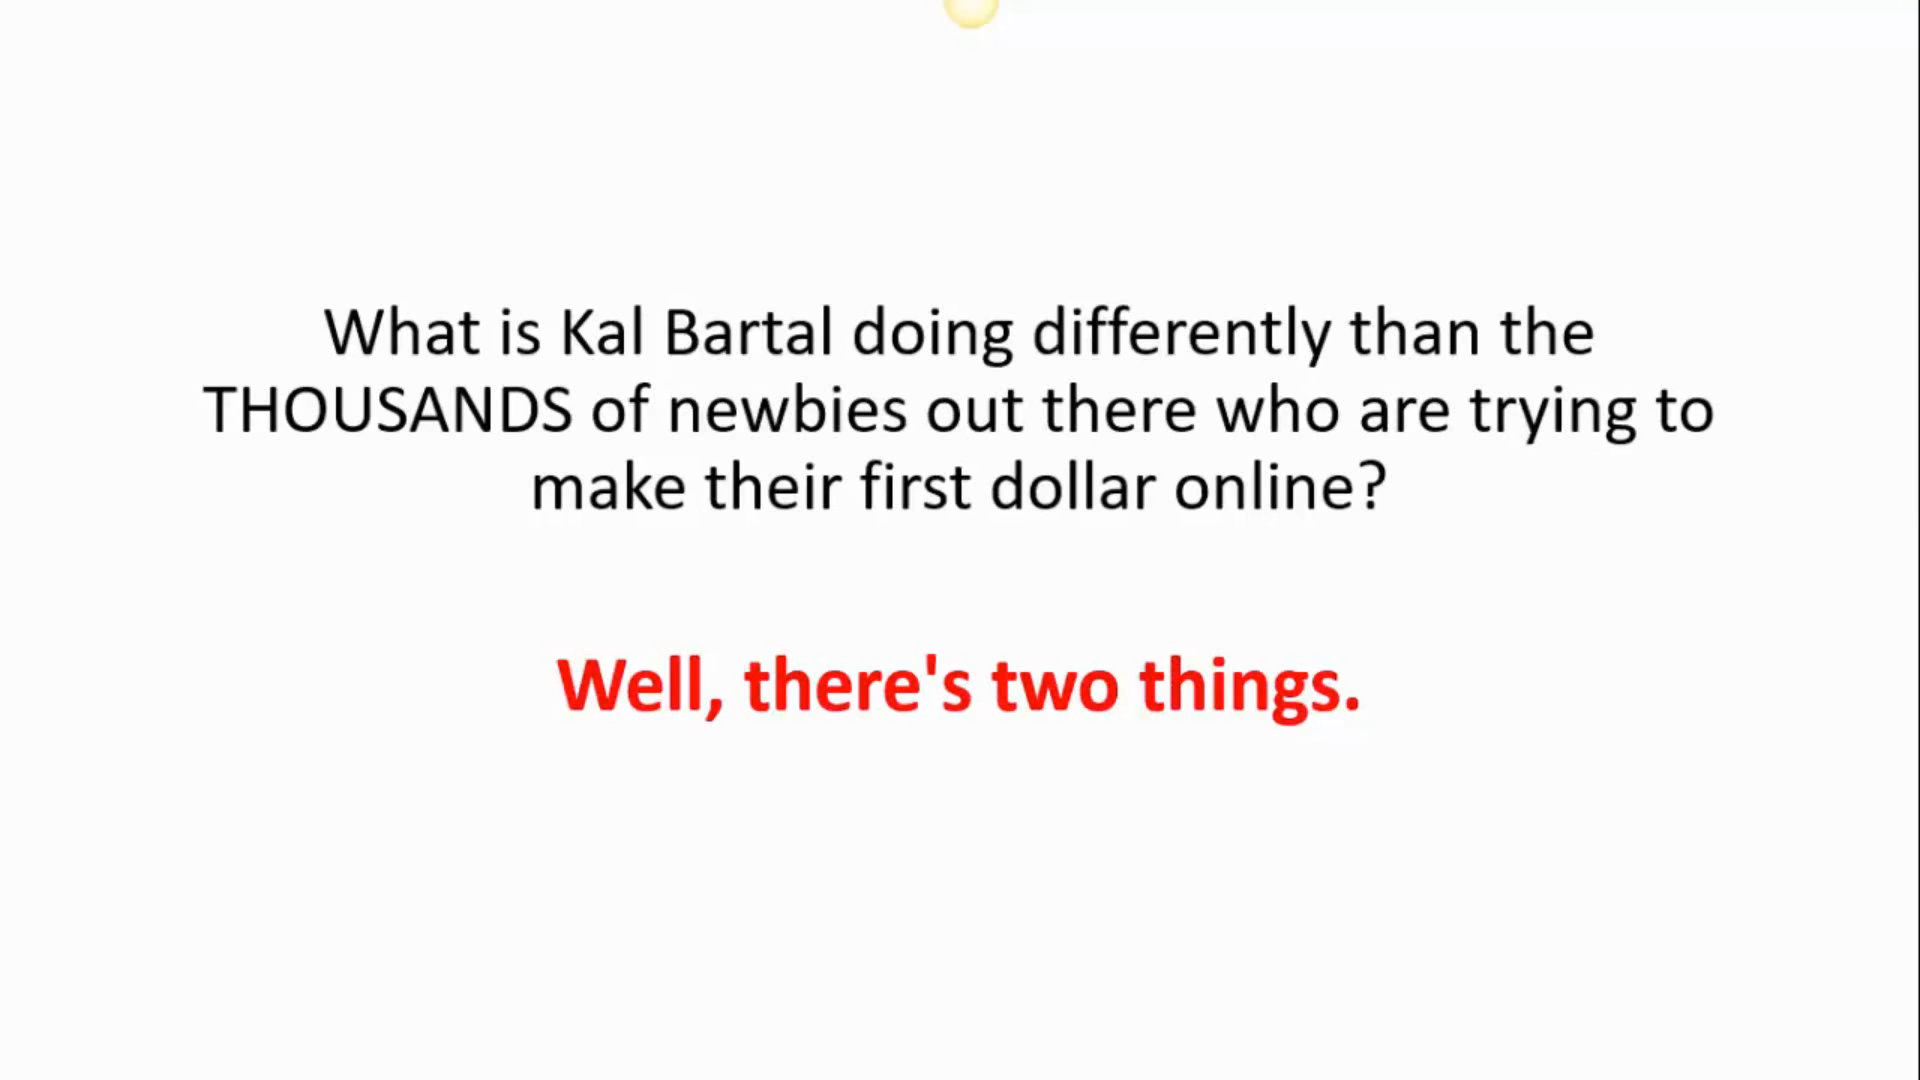 What is Kal Bartal doing differently than the
THOUSANDS of newbies out there who are trying to
make their first dollar online?
Well, there's two things.